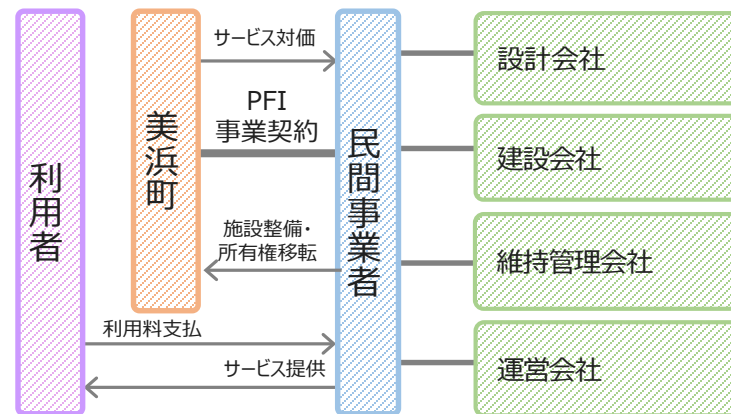 利用者
美浜町
サービス対価
PFI
事業契約
施設整備・
所有権移転
利用料支払
サービス提供
民間事業者
設計会社
建設会社
維持管理会社
運営会社